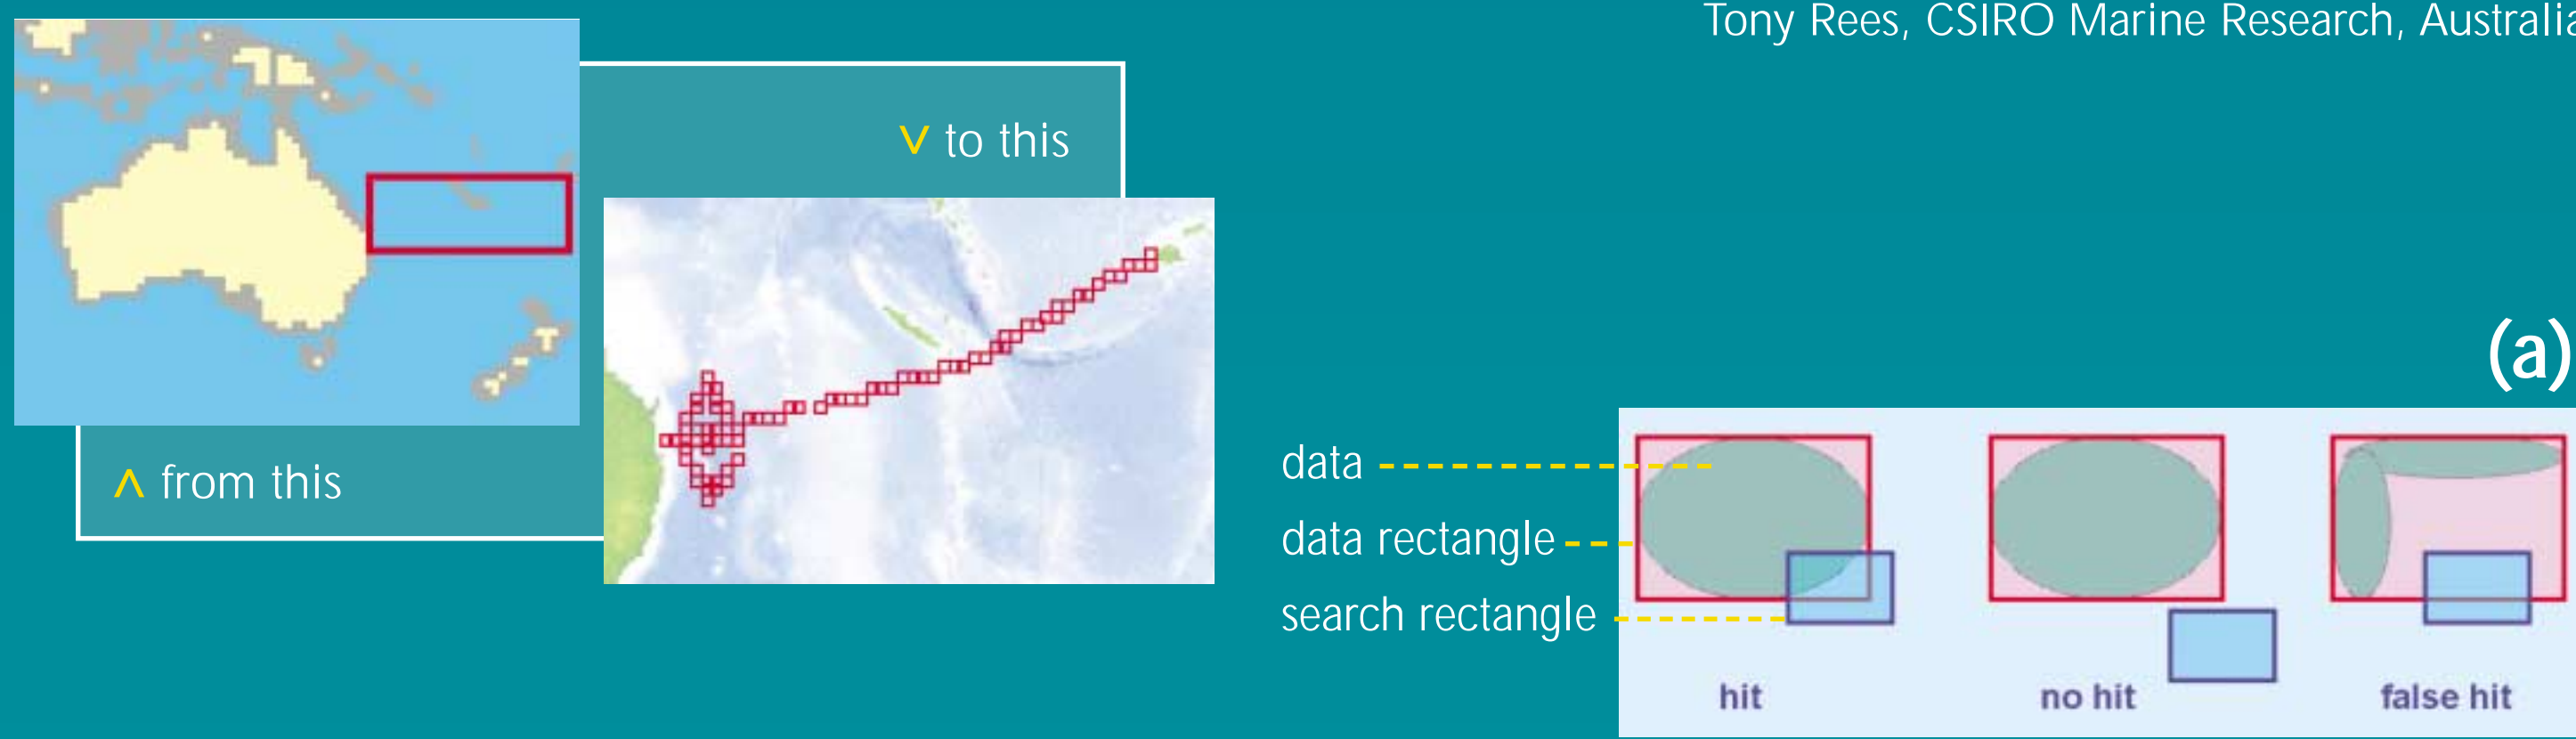 Tony Rees, CSIRO Marine Research, Australia
v to this
^ from this
(a)
data
data rectangle
search rectangle
hit
no hit
false hit